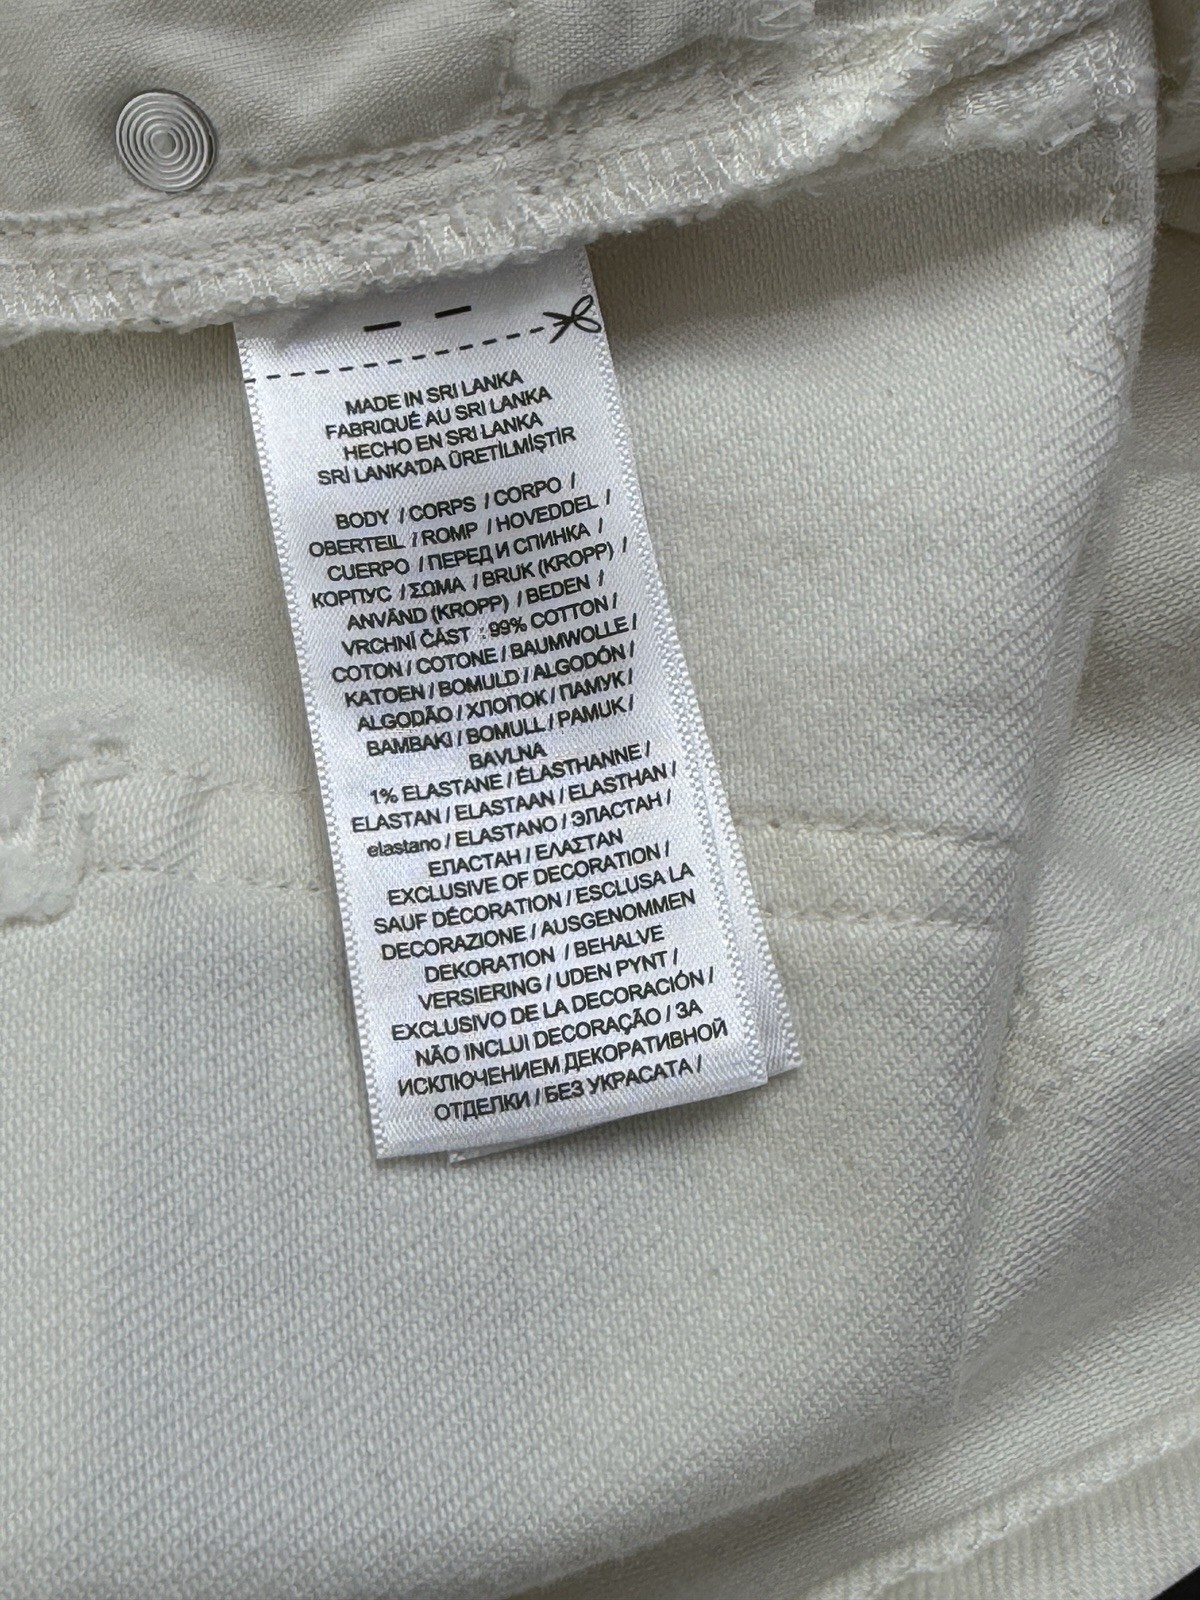 MADE IN SRI LANKA
FABRIQUÉ AU SRI LANKA
HECHO EN SRI LANKA
SRİ LANKA'DA ÜRETİLMİŞTİR
BODY / CORPS / CORPO /
OBERTEIL / ROMP / HOVEDDEL /
CUERPO / ПЕРЕД И СПИНКА /
КОРПУС / ΣΩΜΑ / BRUK (KROPP) /
ANVÄND (KROPP) / BEDEN /
VRCHNÍ ČÁST : 99% COTTON /
COTON / COTONE / BAUMWOLLE /
KATOEN / BOMULD / ALGODÓN /
ALGODÃO / ХЛОПОК / ПАМУК /
BAMBAKI / BOMULL / PAMUK /
BAVLNA
1% ELASTANE / ÉLASTHANNE /
ELASTAN / ELASTAAN / ELASTHAN /
elastano / ELASTANO / ЭЛАСТАН /
ЕЛАСТАН / ΕΛΑΣΤΑΝ
EXCLUSIVE OF DECORATION /
SAUF DÉCORATION / ESCLUSA LA
DECORAZIONE / AUSGENOMMEN
DEKORATION / BEHALVE
VERSIERING / UDEN PYNT /
EXCLUSIVO DE LA DECORACIÓN /
NÃO INCLUI DECORAÇÃO / ЗА
ИСКЛЮЧЕНИЕМ ДЕКОРАТИВНОЙ
ОТДЕЛКИ / БЕЗ УКРАСАТА /